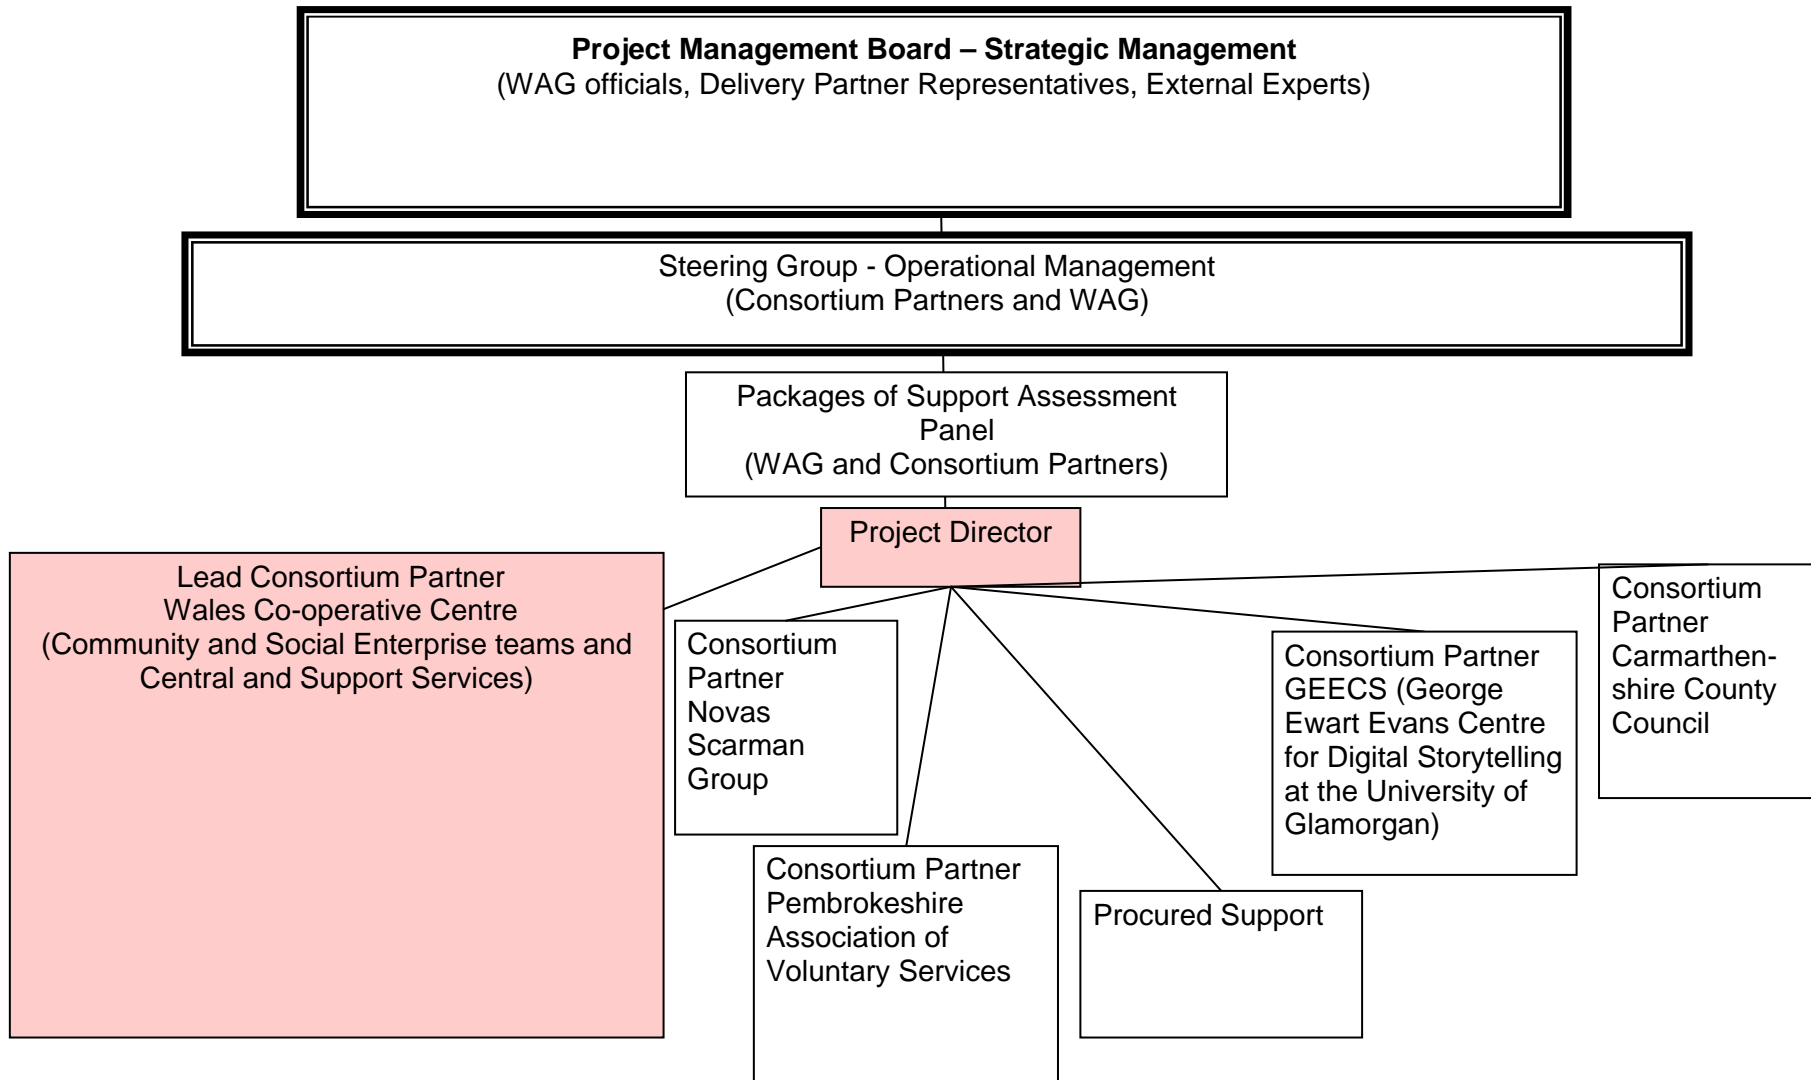 Project Management Board – Strategic Management
(WAG officials, Delivery Partner Representatives, External Experts)
Steering Group - Operational Management
(Consortium Partners and WAG)
Packages of Support Assessment
Panel
(WAG and Consortium Partners)
Project Director
Lead Consortium Partner
Wales Co-operative Centre
(Community and Social Enterprise teams and
Central and Support Services)
Consortium
Partner
Novas
Scarman
Group
Consortium Partner
Pembrokeshire
Association of
Voluntary Services
Procured Support
Consortium Partner
GEECS (George
Ewart Evans Centre
for Digital Storytelling
at the University of
Glamorgan)
Consortium
Partner
Carmarthen-
shire County
Council